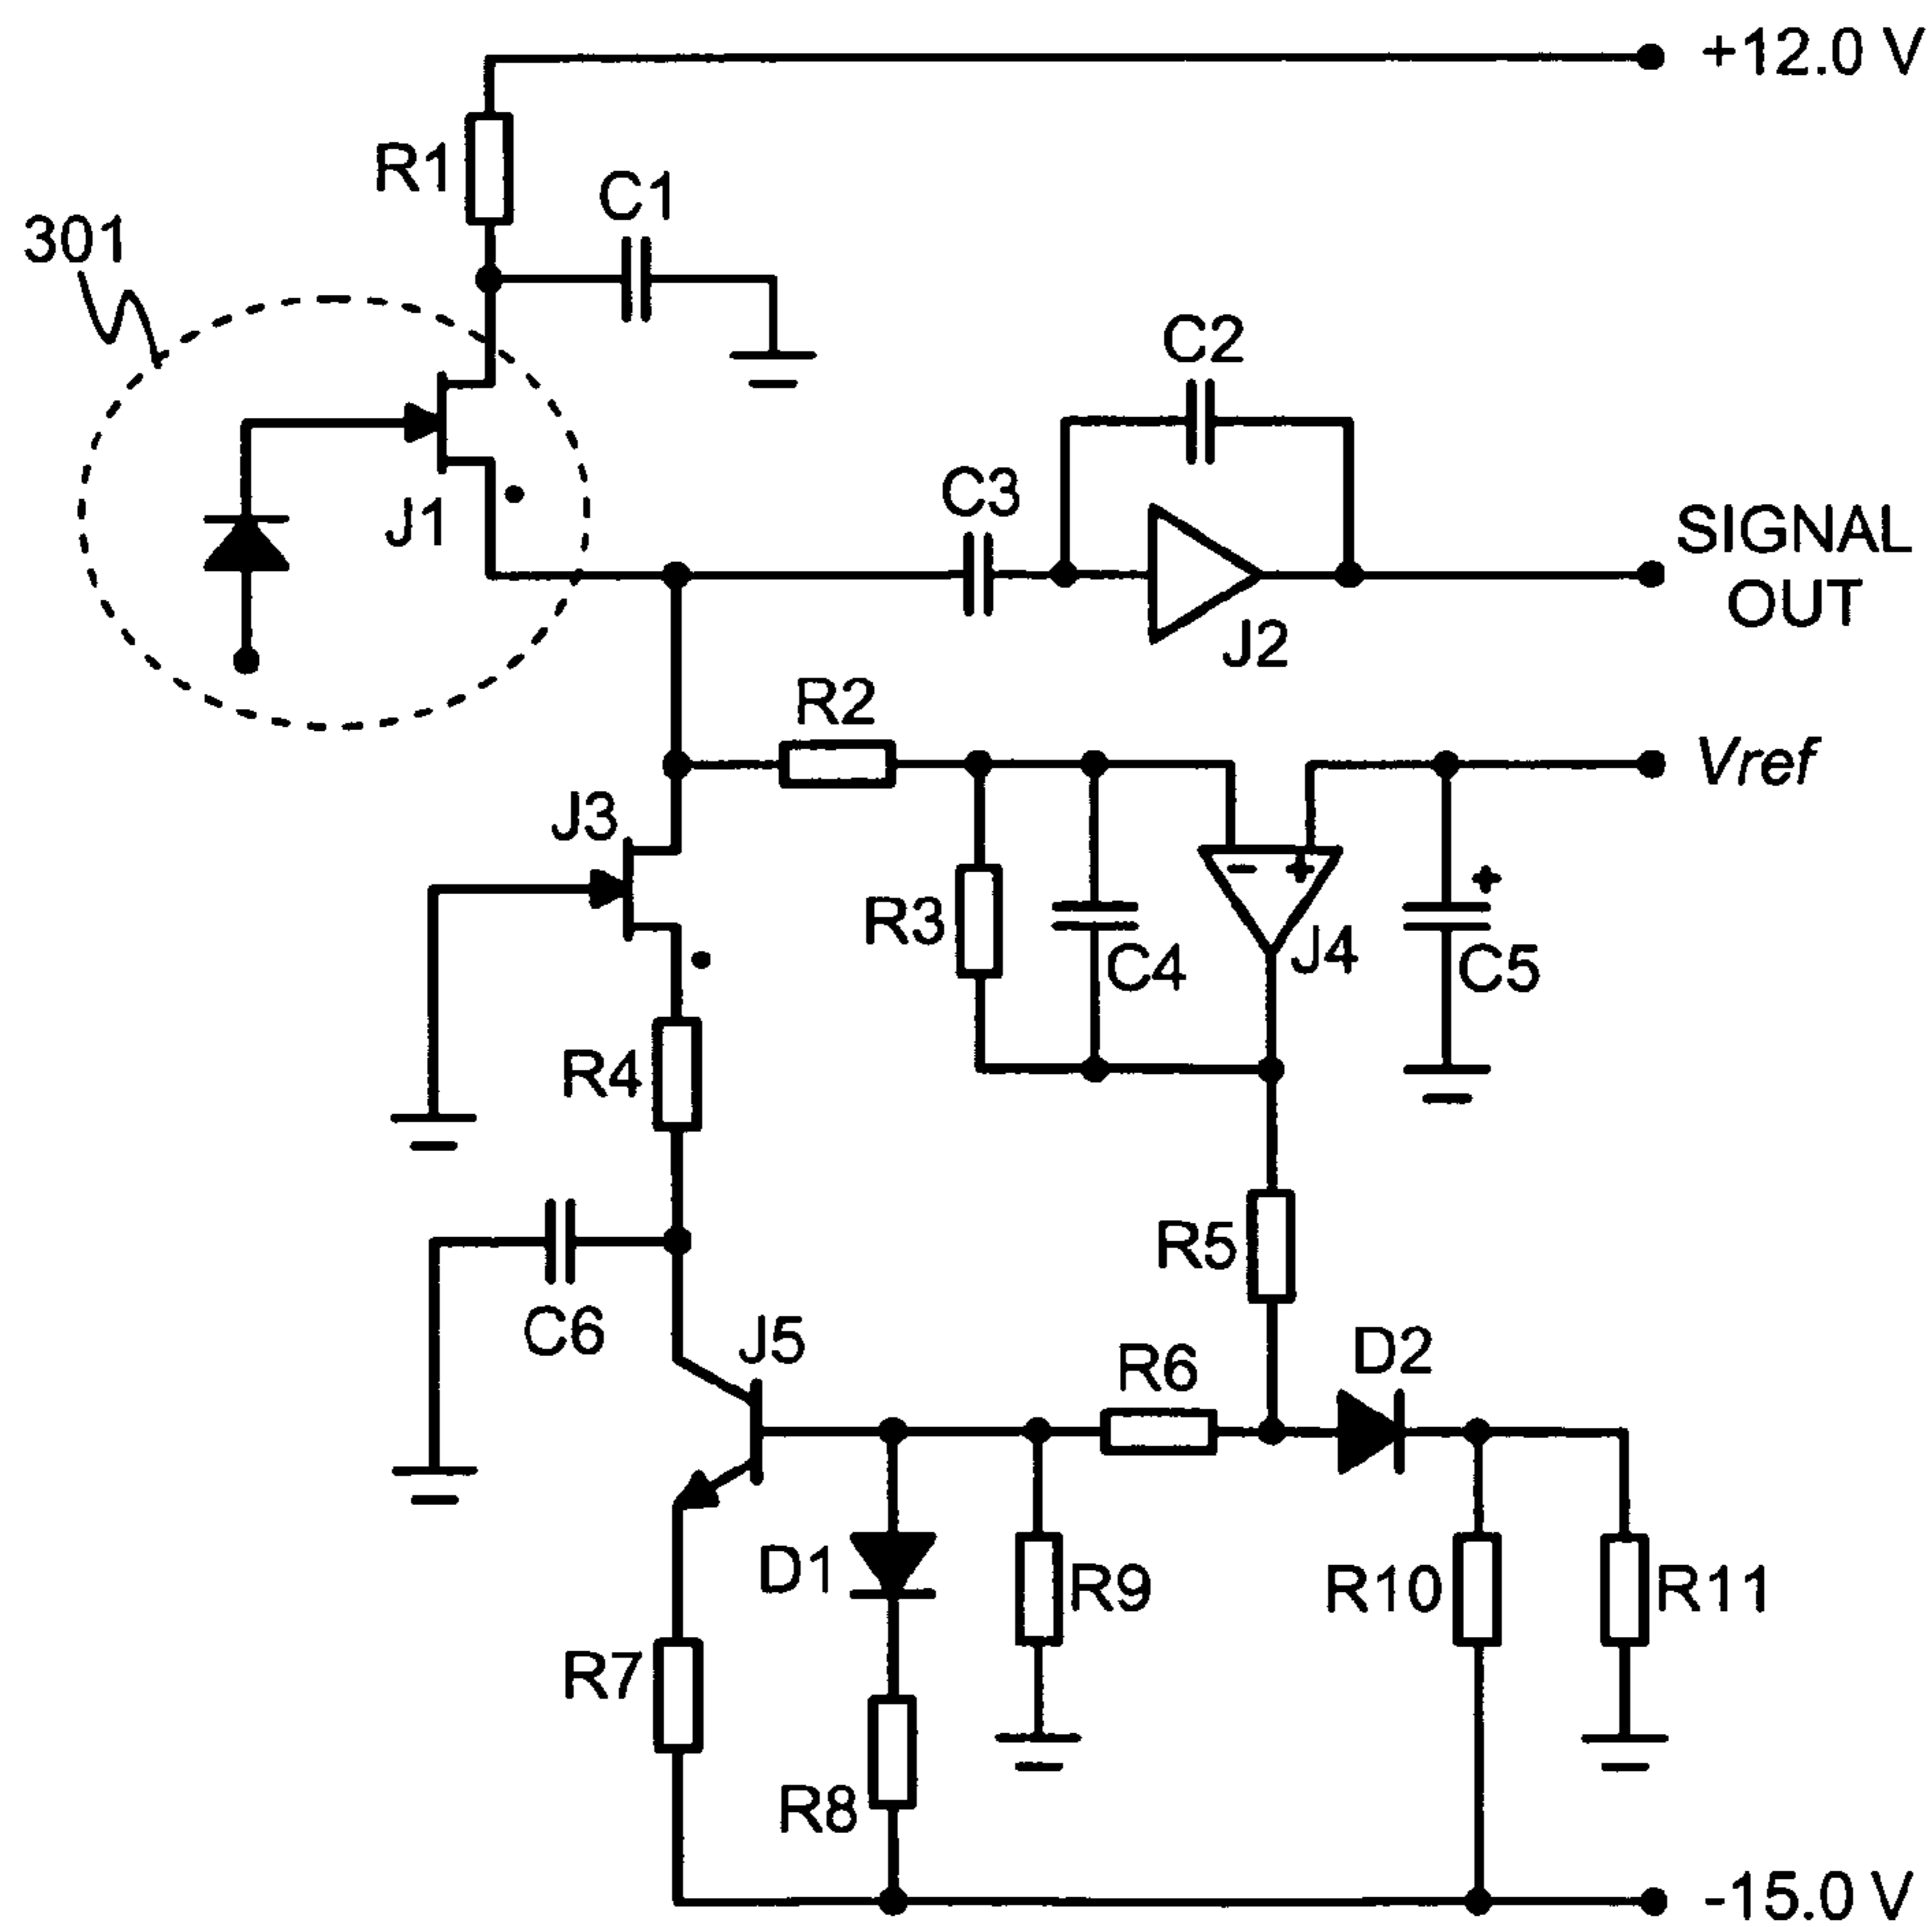 +12.0 V
R1
C1
301
C2
J1
C3
SIGNAL
OUT
J2
R2
Vref
J3
- +
+
R3
C4
J4
C5
R4
R5
C6
J5
R6
D2
D1
R9
R10
R11
R7
R8
-15.0 V